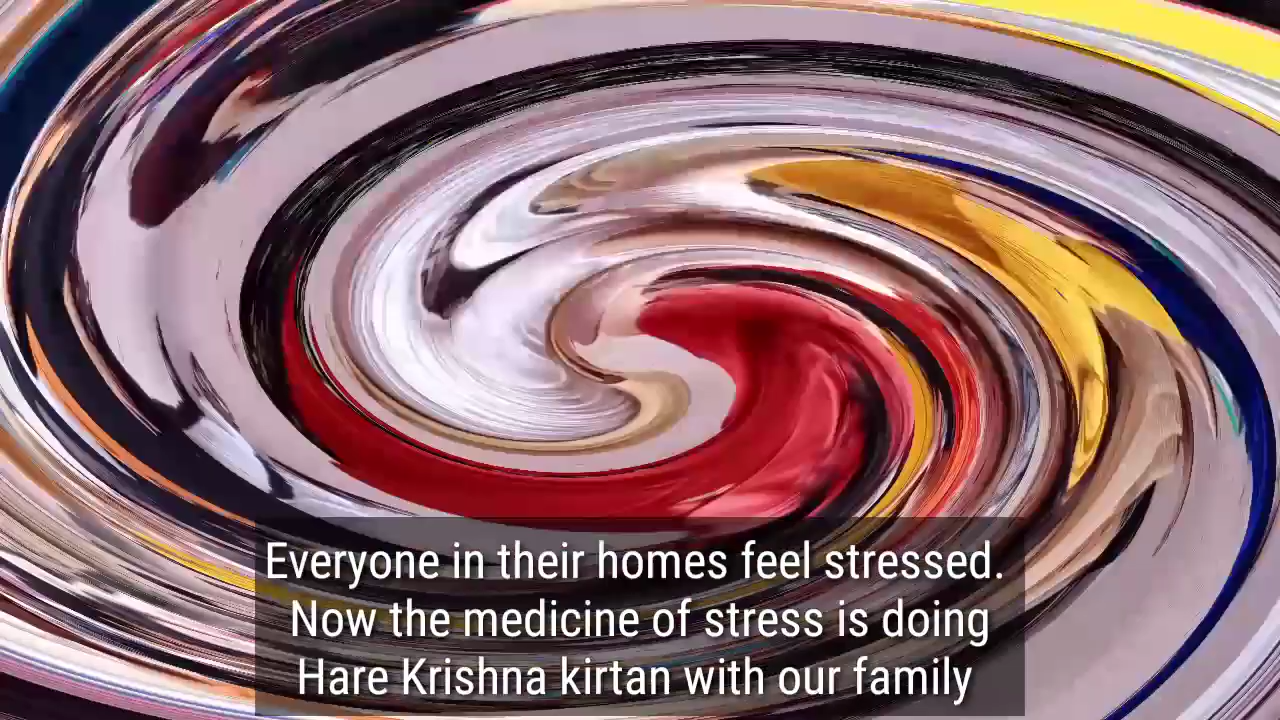 Everyone in their homes feel stressed.
Now the medicine of stress is doing
Hare Krishna kirtan with our family